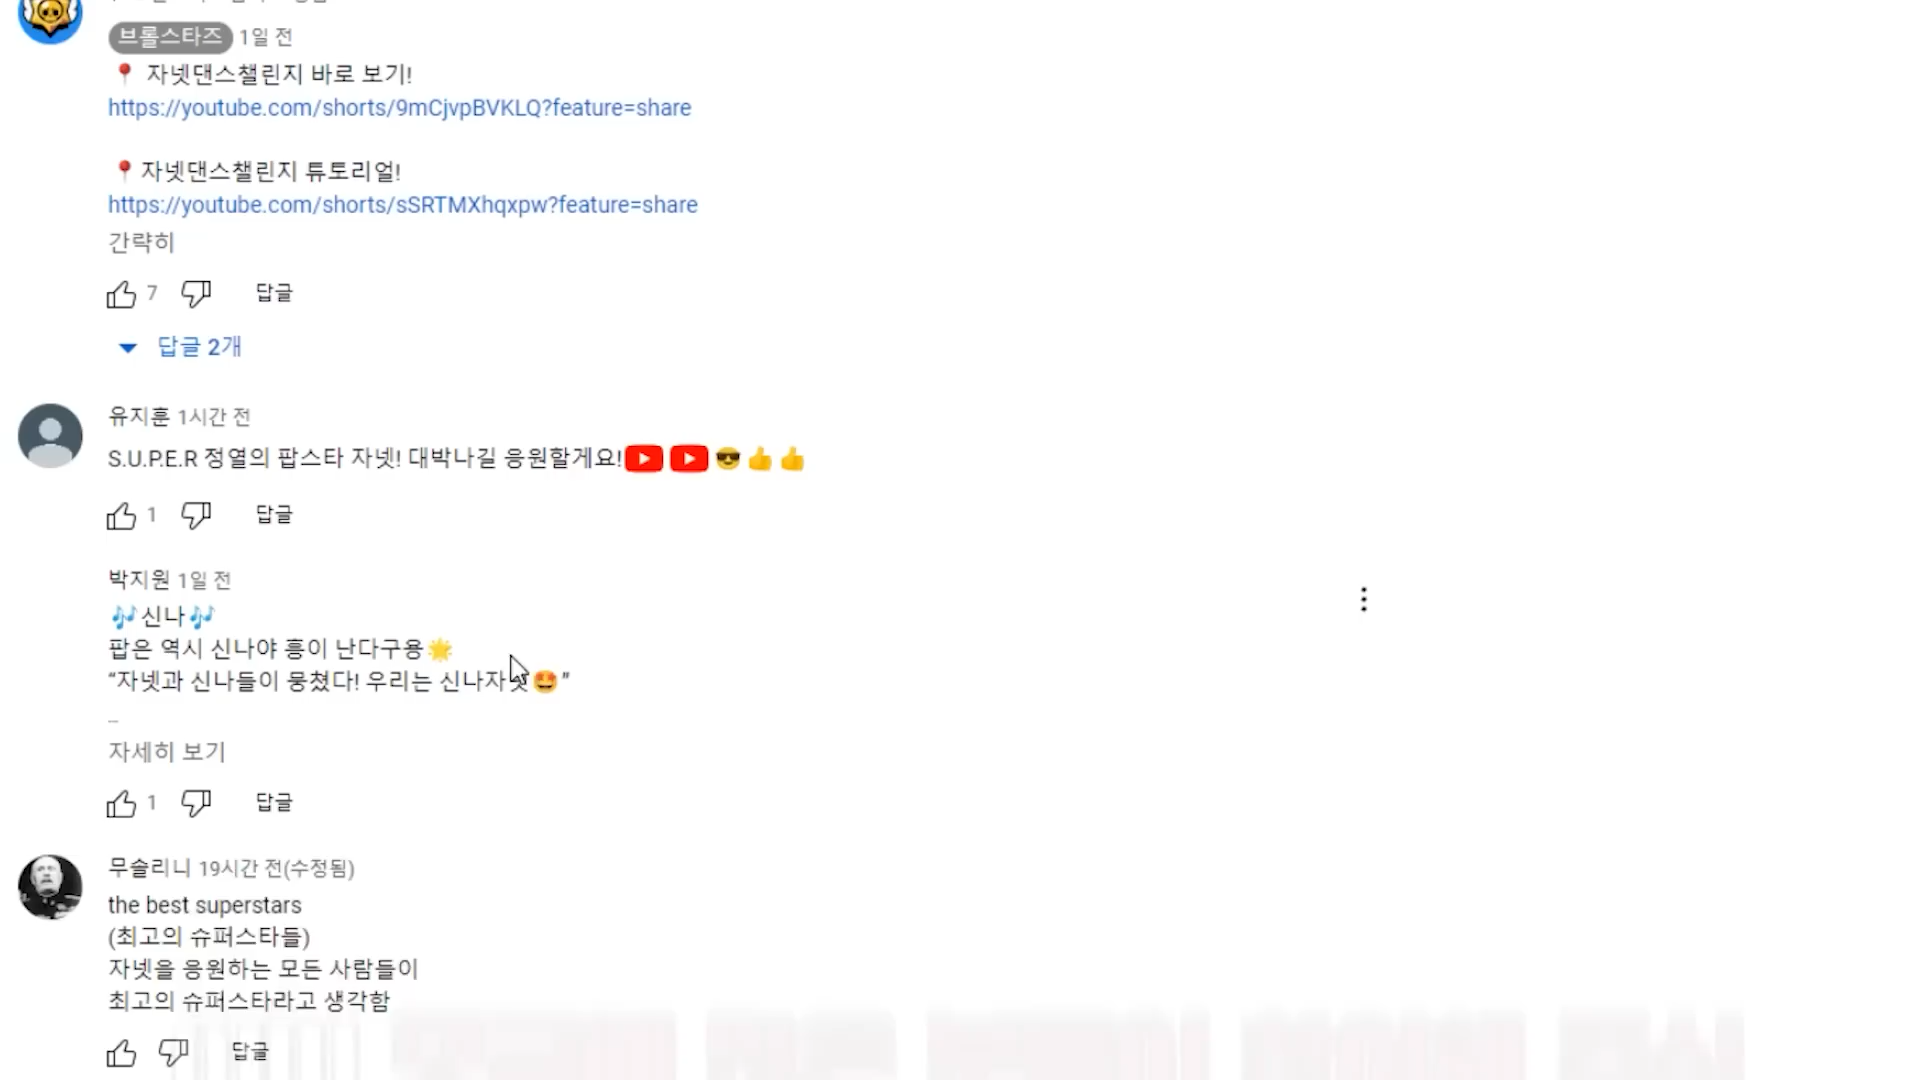 브롤스타즈 1일 전
📍 자넷댄스챌린지 바로 보기!
https://youtube.com/shorts/9mCjvpBVKLQ?feature=share
📍자넷댄스챌린지 튜토리얼!
https://youtube.com/shorts/sSRTMXhqxpw?feature=share
간략히
7 답글
답글 2개
유지훈 1시간 전
S.U.P.E.R 정열의 팝스타 자넷! 대박나길 응원할게요!😎👍👍
1 답글
박지원 1일 전
🎶신나🎶
팝은 역시 신나야 흥이 난다구용🌟
“자넷과 신나들이 뭉쳤다! 우리는 신나자넷🤩”
...
자세히 보기
1 답글
무솔리니 19시간 전(수정됨)
the best superstars
(최고의 슈퍼스타들)
자넷을 응원하는 모든 사람들이
최고의 슈퍼스타라고 생각함
답글